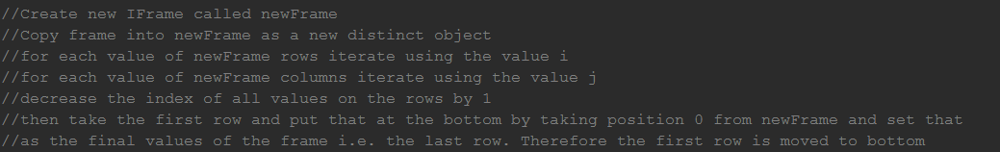 //Create new IFrame called newFrame
//Copy frame into newFrame as a new distinct object
//for each value of newFrame rows iterate using the value i
//for each value of newFrame columns iterate using the value j
//decrease the index of all values on the rows by 1
//then take the first row and put that at the bottom by taking position 0 from newFrame and set that
//as the final values of the frame i.e. the last row. Therefore the first row is moved to bottom